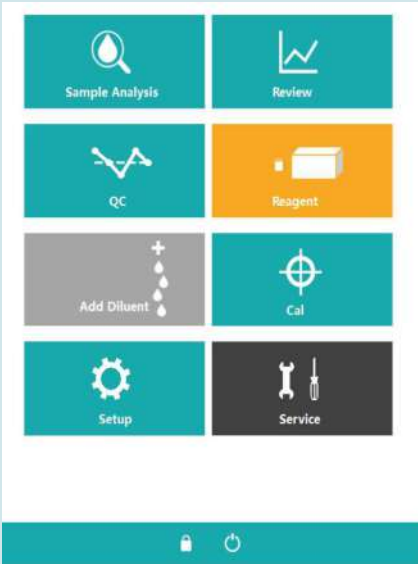 Sample Analysis
Review
QC
Reagent
Add Diluent
Cal
Setup
Service